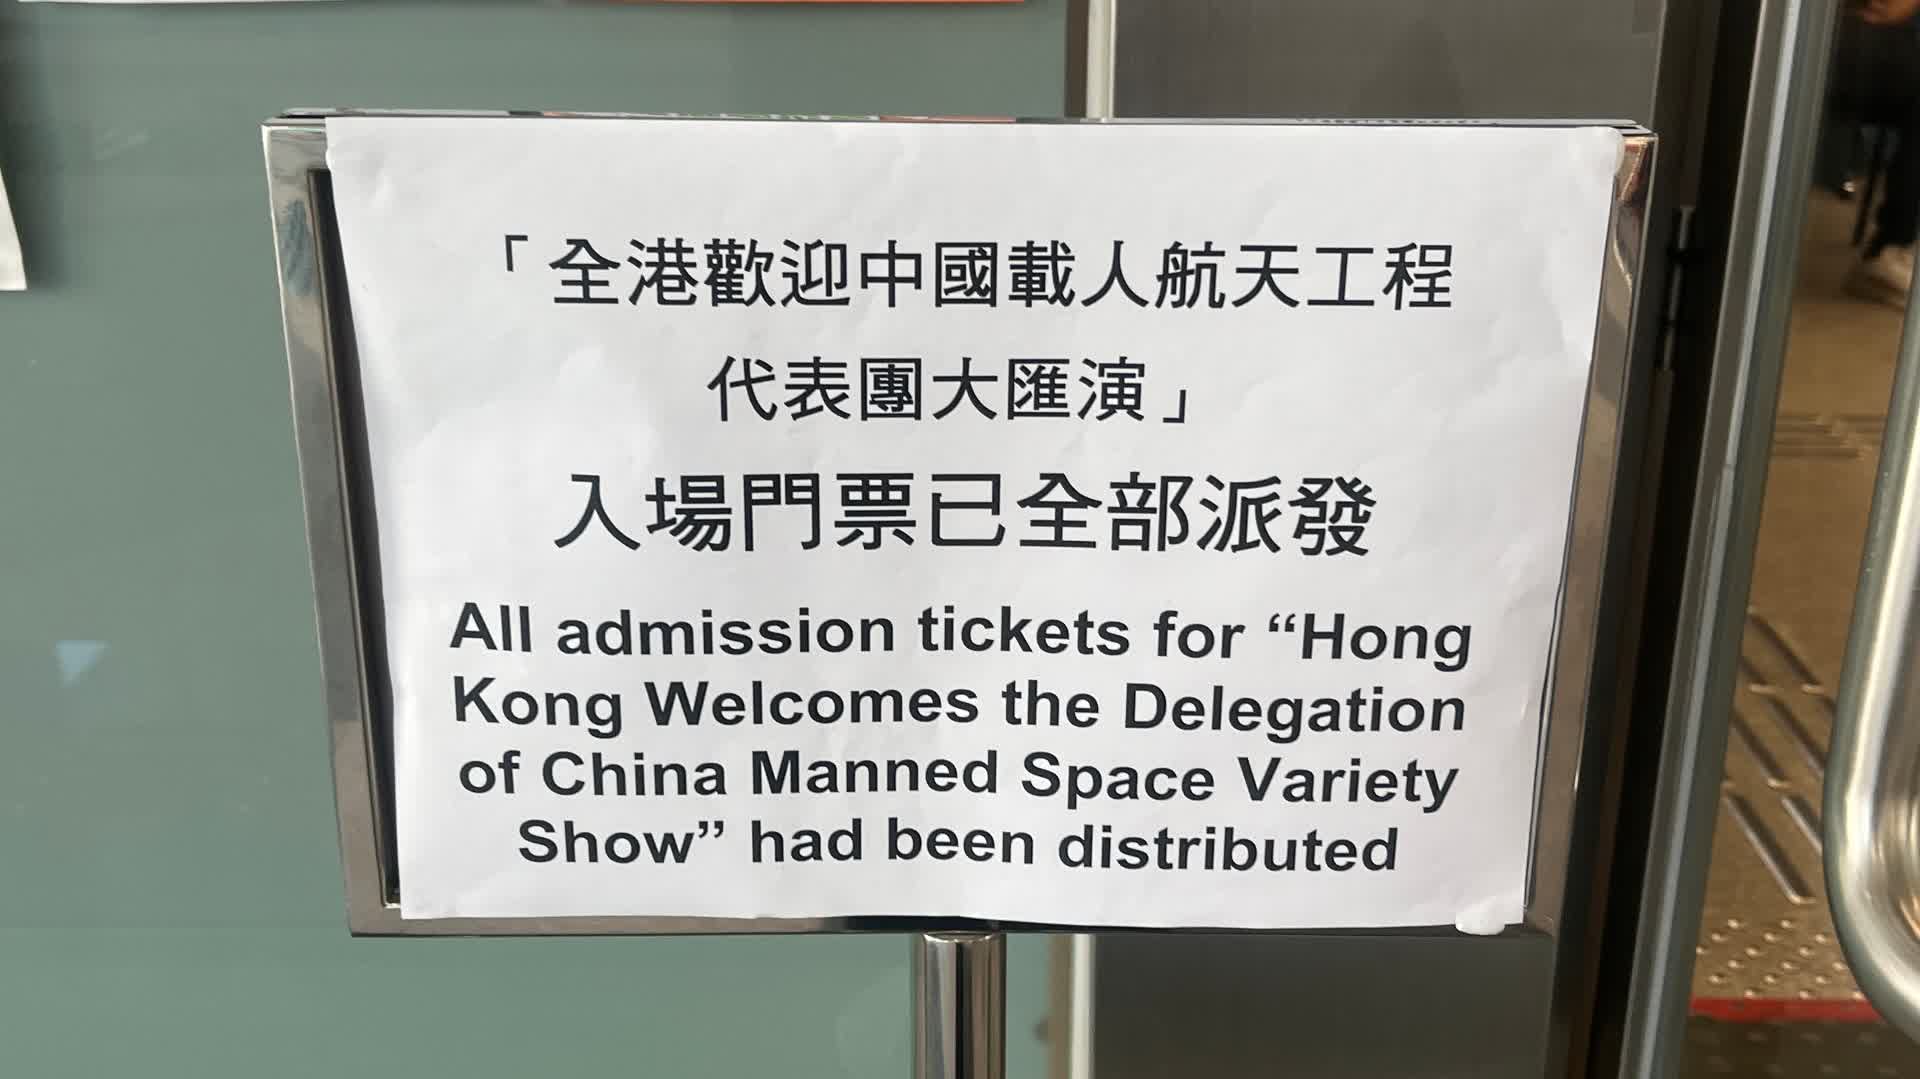 「全港歡迎中國載人航天工程
代表團大匯演」
入場門票已全部派發
All admission tickets for “Hong
Kong Welcomes the Delegation
of China Manned Space Variety
Show” had been distributed